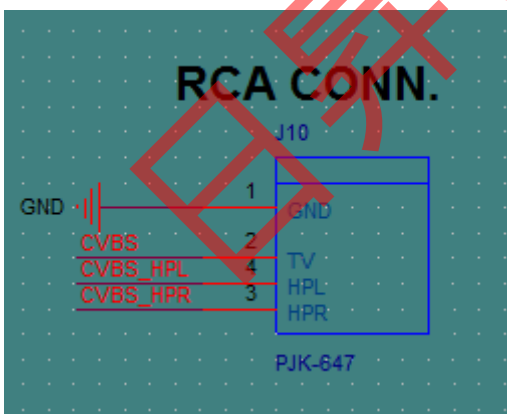 RCA CONN.
J10
GND
1
GND
CVBS
2
TV
CVBS_HPL
4
HPL
CVBS_HPR
3
HPR
PJK-647